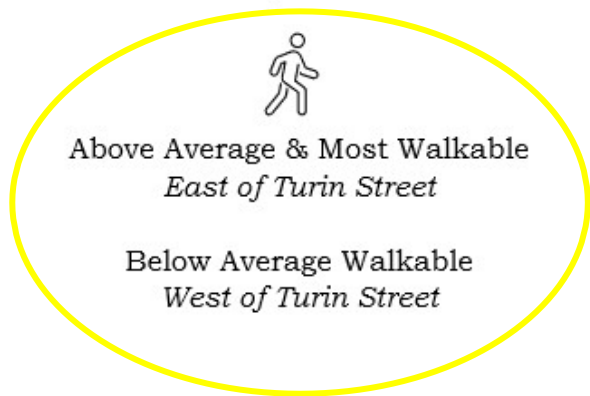 Above Average & Most Walkable
East of Turin Street
Below Average Walkable
West of Turin Street